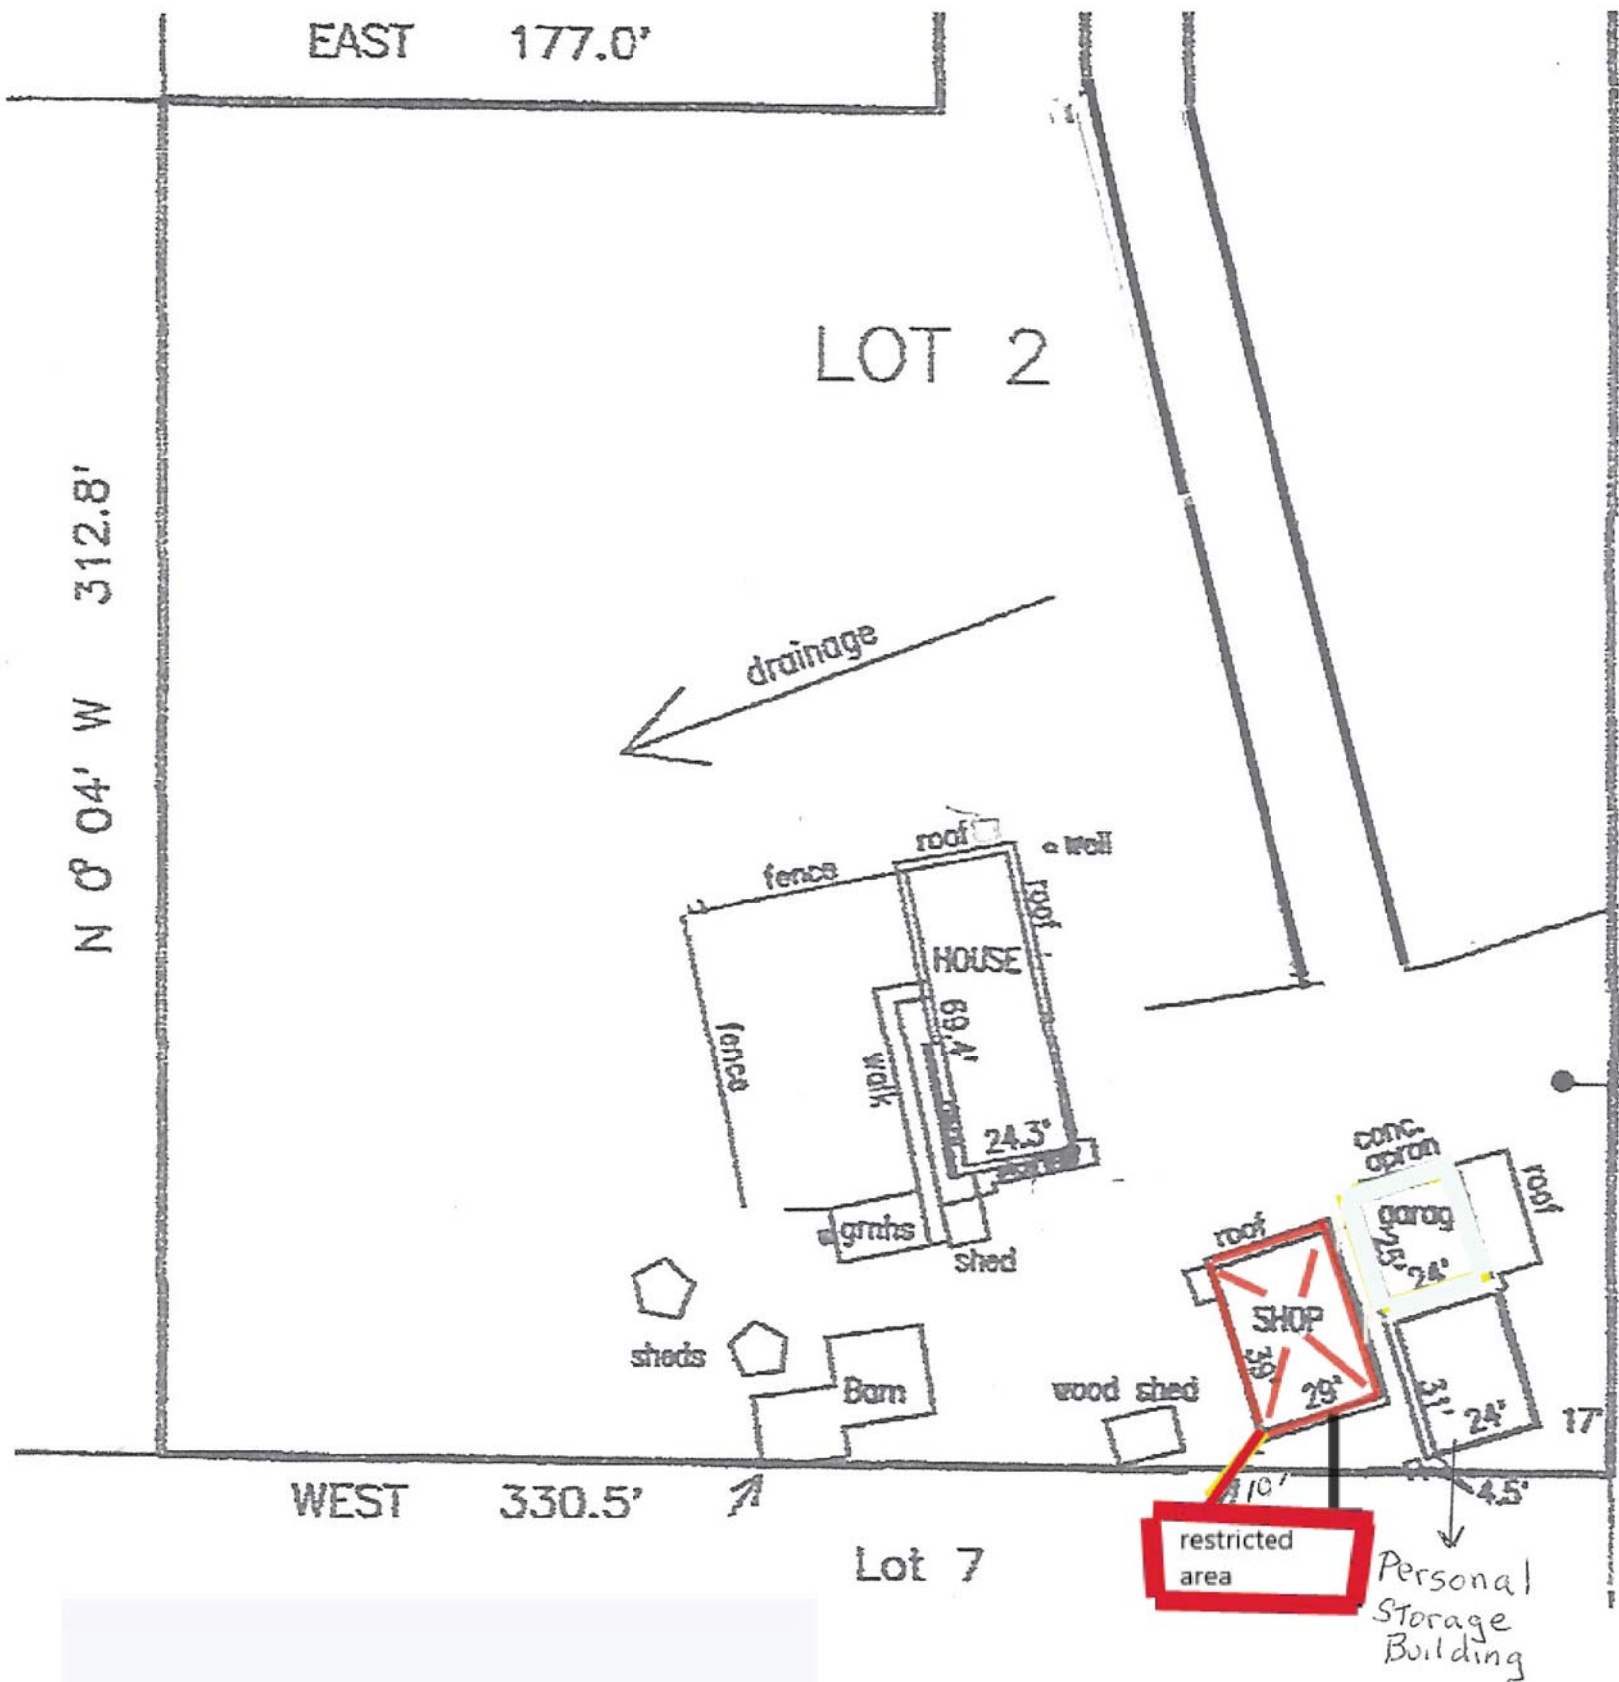 EAST 177.0'
LOT 2
N 0° 04' W 312.8'
drainage
roof
fence
roof
HOUSE
69.4'
fence
walk
24.3'
conc.
apron
roof
garag
25'
24'
grnhs
shed
roof
SHOP
39'
29'
sheds
Barn
wood shed
31'
24'
17'
WEST 330.5'
10'
4.5'
restricted
area
Lot 7
Personal
Storage
Building